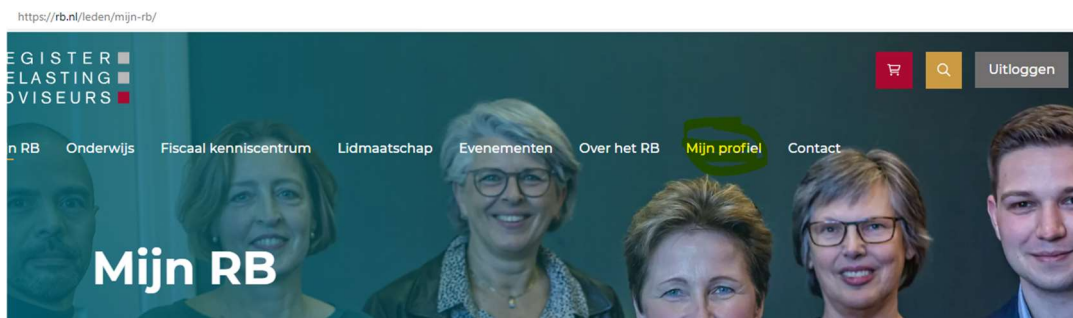 https://rb.nl/leden/mijn-rb/
EGISTER
ELASTING
DVISEURS
Uitloggen
n RB Onderwijs Fiscaal kenniscentrum Lidmaatschap Evenementen Over het RB Mijn profiel Contact
Mijn RB